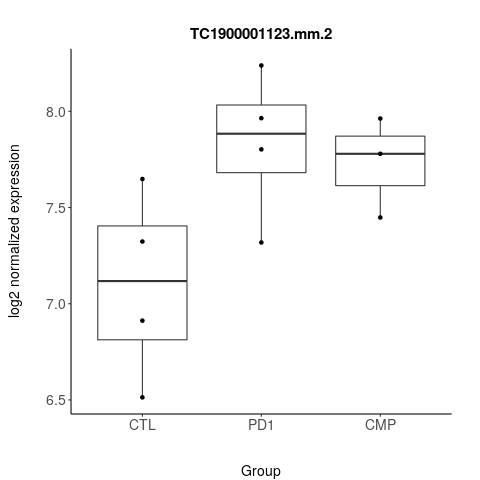 TC1900001123.mm.2
log2 normalized expression
8.0
7.5
7.0
6.5
CTL PD1 CMP
Group